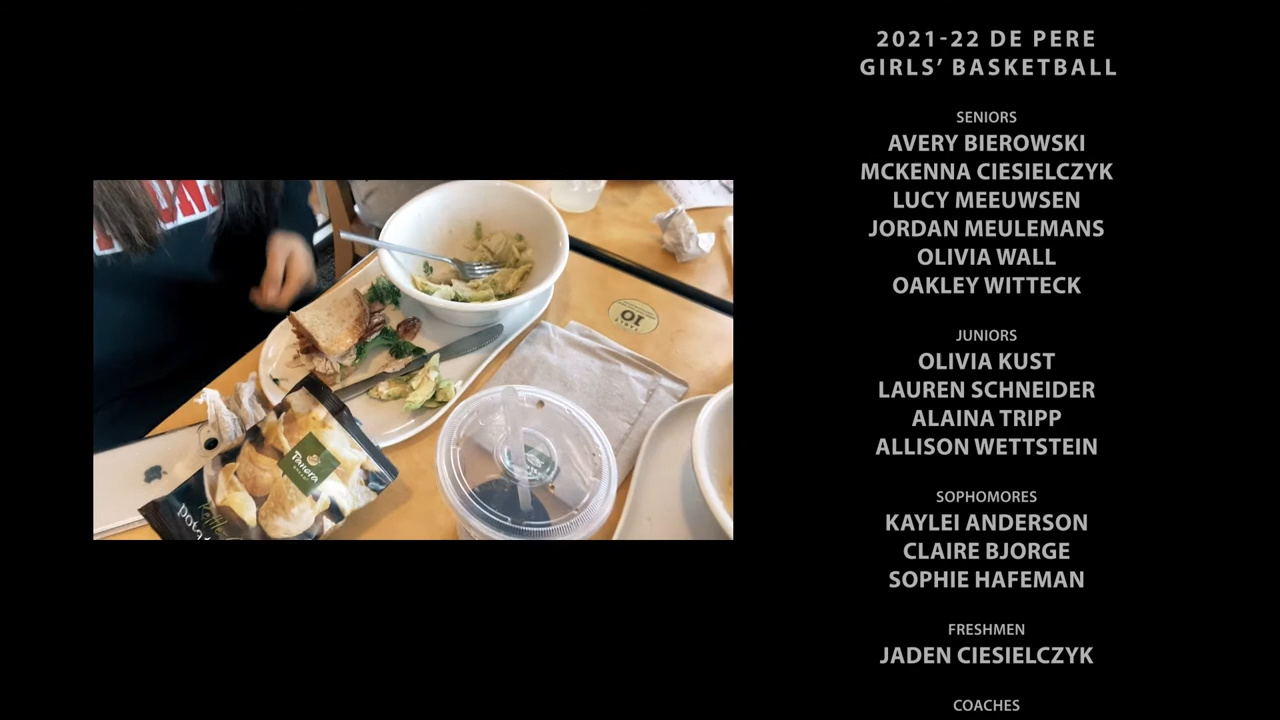 2021-22 DE PERE
GIRLS’ BASKETBALL
SENIORS
AVERY BIEROWSKI
MCKENNA CIESIELCZYK
LUCY MEEUWSEN
JORDAN MEULEMANS
OLIVIA WALL
OAKLEY WITTECK
JUNIORS
OLIVIA KUST
LAUREN SCHNEIDER
ALAINA TRIPP
ALLISON WETTSTEIN
SOPHOMORES
KAYLEI ANDERSON
CLAIRE BJORGE
SOPHIE HAFEMAN
FRESHMEN
JADEN CIESIELCZYK
COACHES
TABLE
10
Panera
BREAD